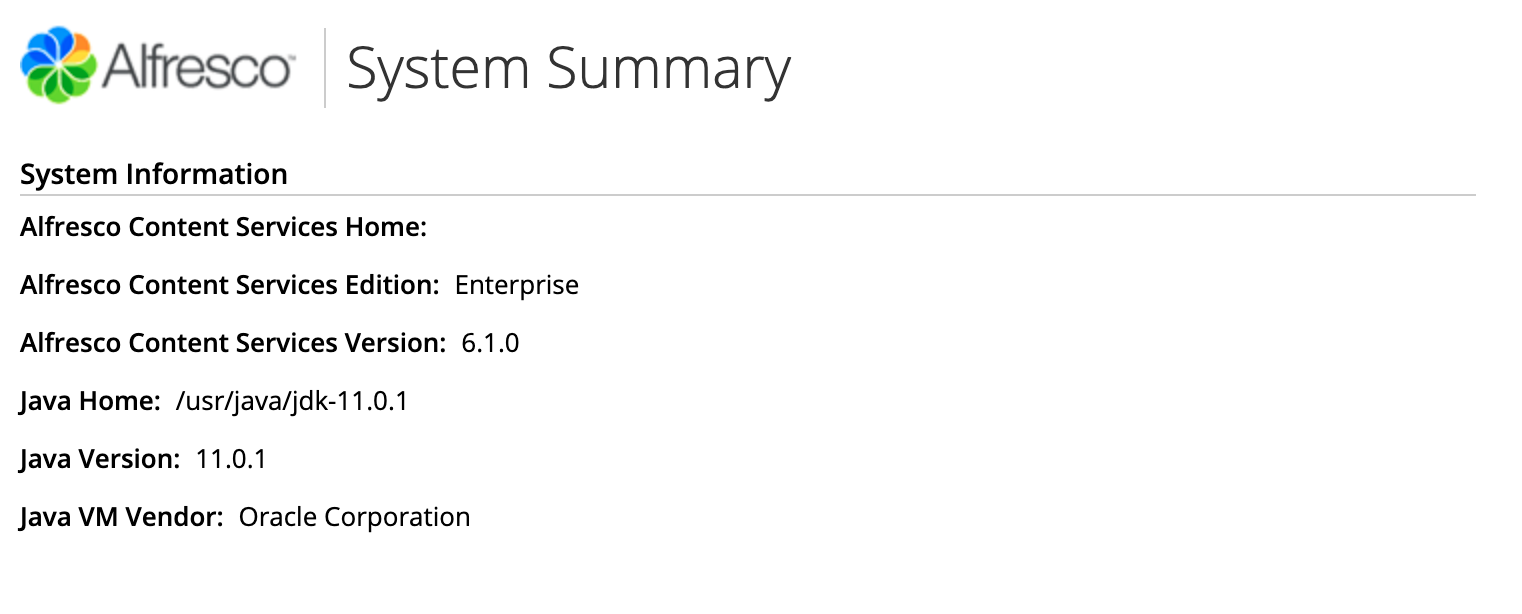 Alfresco™ System Summary
System Information
Alfresco Content Services Home:
Alfresco Content Services Edition: Enterprise
Alfresco Content Services Version: 6.1.0
Java Home: /usr/java/jdk-11.0.1
Java Version: 11.0.1
Java VM Vendor: Oracle Corporation